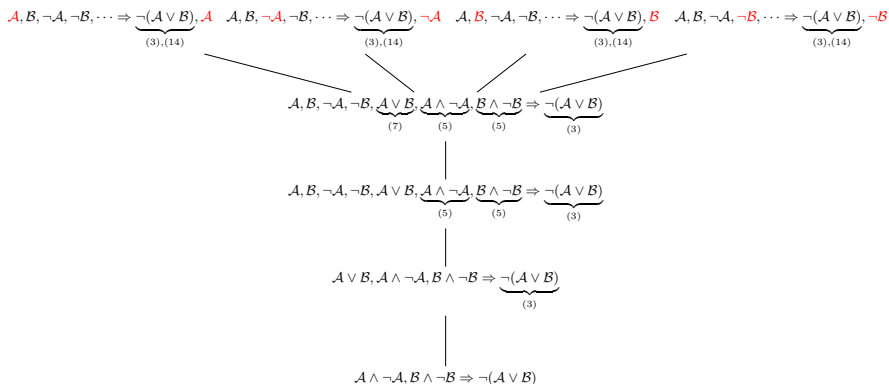 𝒜, ℬ, ¬𝒜, ¬ℬ, ⋯ ⇒ ¬(𝒜 ∨ ℬ), 𝒜 𝒜, ℬ, ¬𝒜, ¬ℬ, ⋯ ⇒ ¬(𝒜 ∨ ℬ), ¬𝒜 𝒜, ℬ, ¬𝒜, ¬ℬ, ⋯ ⇒ ¬(𝒜 ∨ ℬ), ℬ 𝒜, ℬ, ¬𝒜, ¬ℬ, ⋯ ⇒ ¬(𝒜 ∨ ℬ), ¬ℬ
(3),(14) (3),(14) (3),(14) (3),(14)
𝒜, ℬ, ¬𝒜, ¬ℬ, 𝒜 ∨ ℬ, 𝒜 ∧ ¬𝒜, ℬ ∧ ¬ℬ ⇒ ¬(𝒜 ∨ ℬ)
(7) (5) (5) (3)
𝒜, ℬ, ¬𝒜, ¬ℬ, 𝒜 ∨ ℬ, 𝒜 ∧ ¬𝒜, ℬ ∧ ¬ℬ ⇒ ¬(𝒜 ∨ ℬ)
(5) (5) (3)
𝒜 ∨ ℬ, 𝒜 ∧ ¬𝒜, ℬ ∧ ¬ℬ ⇒ ¬(𝒜 ∨ ℬ)
(3)
𝒜 ∧ ¬𝒜, ℬ ∧ ¬ℬ ⇒ ¬(𝒜 ∨ ℬ)